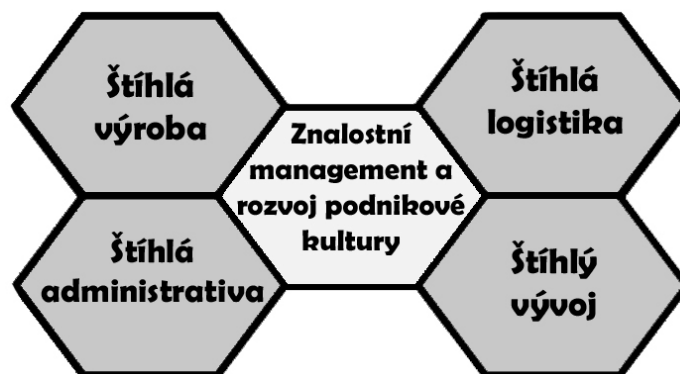 Štíhlá
výroba
Štíhlá
logistika
Znalostní
management a
rozvoj podnikové
kultury
Štíhlá
administrativa
Štíhlý
vývoj